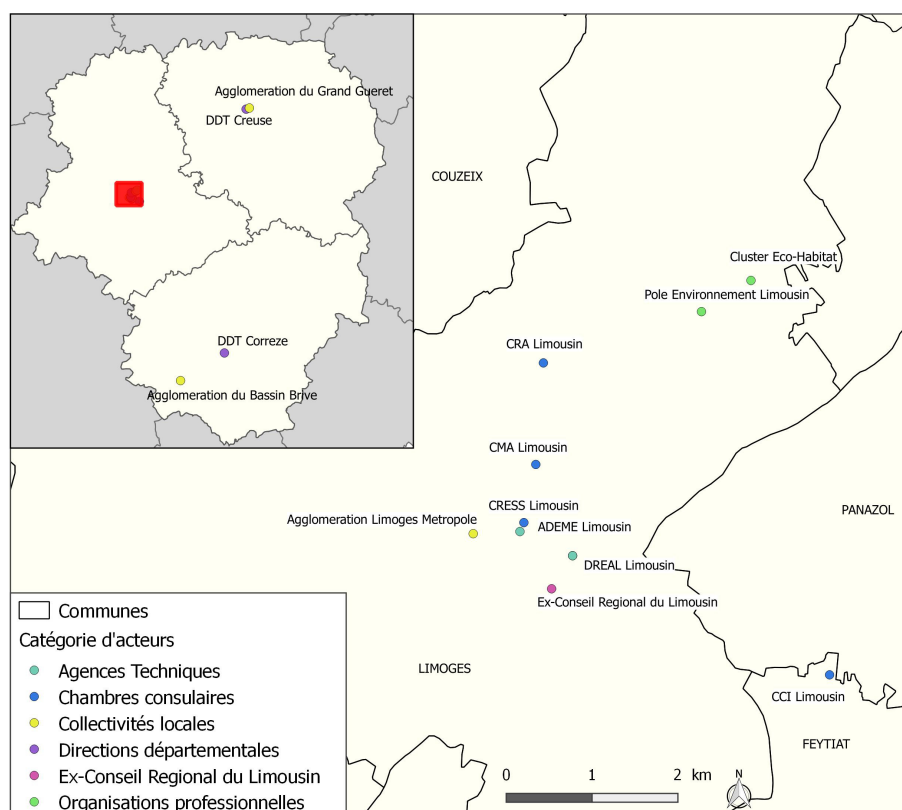 Agglomeration du Grand Gueret
DDT Creuse
DDT Correze
Agglomeration du Bassin Brive
COUZEIX
Cluster Eco-Habitat
Pole Environnement Limousin
CRA Limousin
CMA Limousin
CRESS Limousin
Agglomeration Limoges Metropole
ADEME Limousin
PANAZOL
DREAL Limousin
Ex-Conseil Regional du Limousin
LIMOGES
CCI Limousin
FEYTIAT
Communes
Catégorie d'acteurs
Agences Techniques
Chambres consulaires
Collectivités locales
Directions départementales
Ex-Conseil Regional du Limousin
Organisations professionnelles
0 1 2 km
N